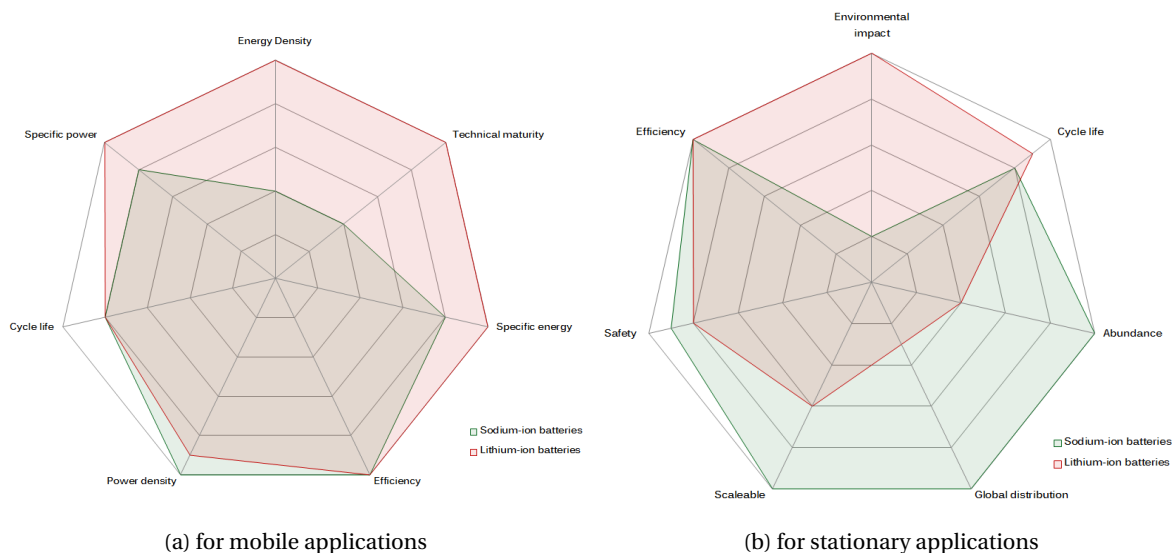 Energy Density
Specific power
Technical maturity
Cycle life
Specific energy
Power density
Efficiency
Sodium-ion batteries
Lithium-ion batteries
(a) for mobile applications
Environmental
impact
Efficiency
Cycle life
Safety
Abundance
Scaleable
Global distribution
Sodium-ion batteries
Lithium-ion batteries
(b) for stationary applications